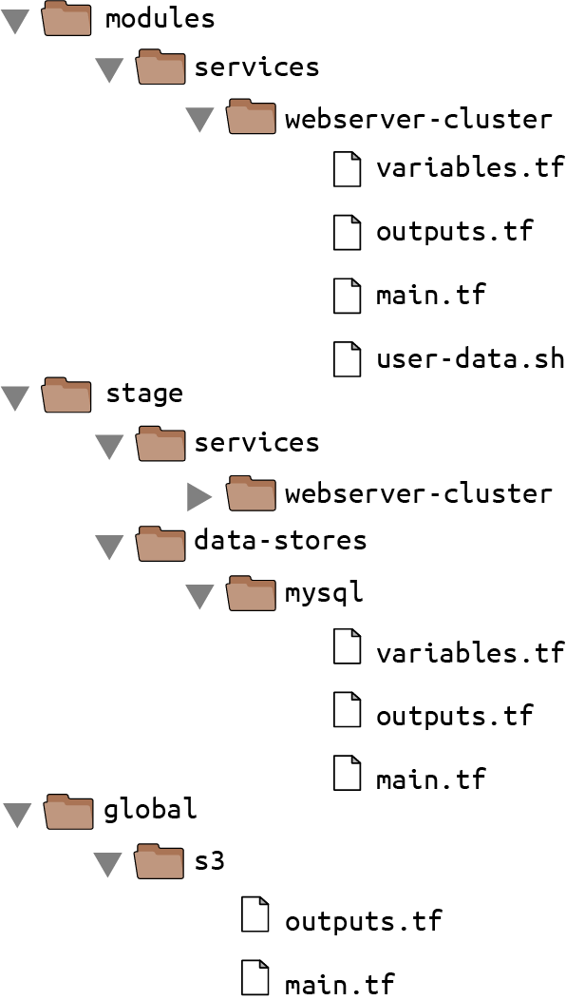 modules
services
webserver-cluster
variables.tf
outputs.tf
main.tf
user-data.sh
stage
services
webserver-cluster
data-stores
mysql
variables.tf
outputs.tf
main.tf
global
s3
outputs.tf
main.tf